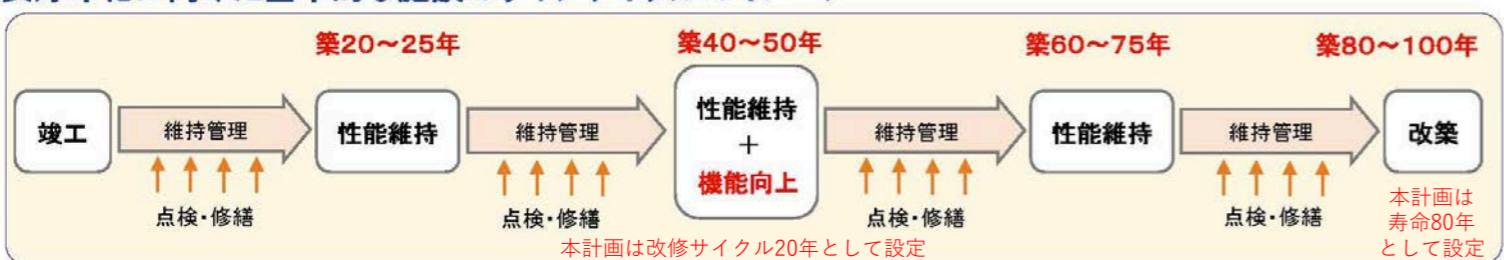 築20～25年
築40～50年
築60～75年
築80～100年
竣工
維持管理
性能維持
維持管理
性能維持
＋
機能向上
維持管理
性能維持
維持管理
改築
点検・修繕
点検・修繕
点検・修繕
点検・修繕
本計画は改修サイクル20年として設定
本計画は
寿命80年
として設定